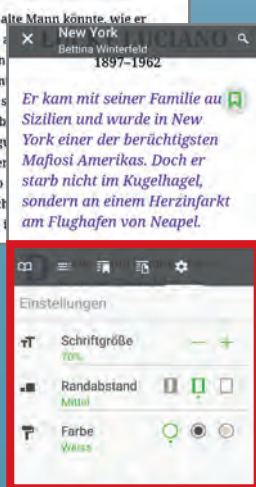 alte Mann könnte, wie er
New York
Bettina Winterfeld
LUCIANO
1897–1962
Er kam mit seiner Familie au
Sizilien und wurde in New
York einer der berüchtigsten
Mafiosi Amerikas. Doch er
starb nicht im Kugelhagel,
sondern an einem Herzinfarkt
am Flughafen von Neapel.
Einstellungen
Schriftgröße
70%
Randabstand
Mittel
Farbe
Weiss